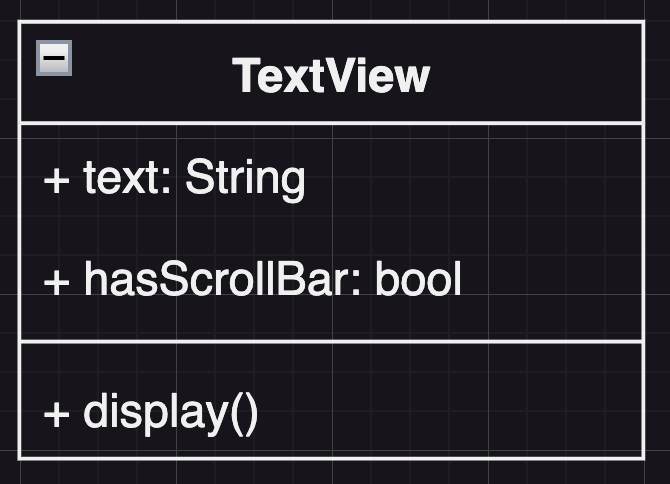 TextView
+ text: String
+ hasScrollBar: bool
+ display()